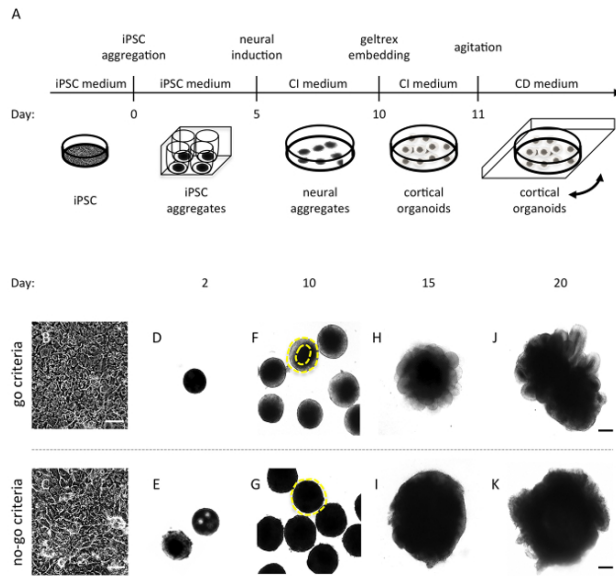 A
iPSC aggregation
neural induction
geltrex embedding
agitation
iPSC medium iPSC medium CI medium CI medium CD medium
Day: 0 5 10 11
iPSC
iPSC aggregates
neural aggregates
cortical organoids
cortical organoids
Day: 2 10 15 20
go criteria
B D F H J
no-go criteria
C E G I K